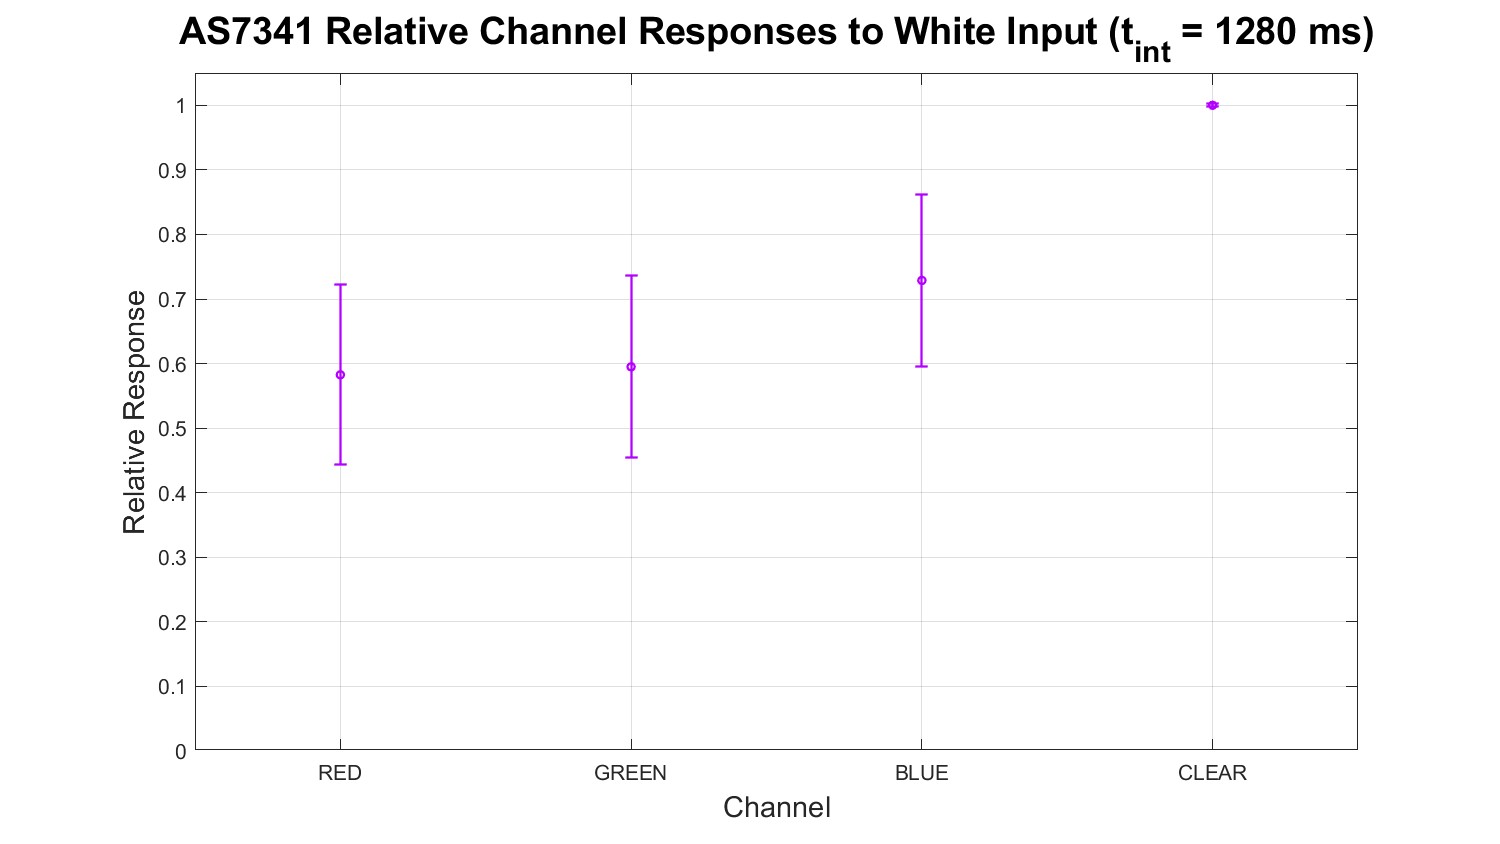 AS7341 Relative Channel Responses to White Input (t_int = 1280 ms)
1
0.9
0.8
0.7
0.6
0.5
0.4
0.3
0.2
0.1
0
Relative Response
RED GREEN BLUE CLEAR
Channel